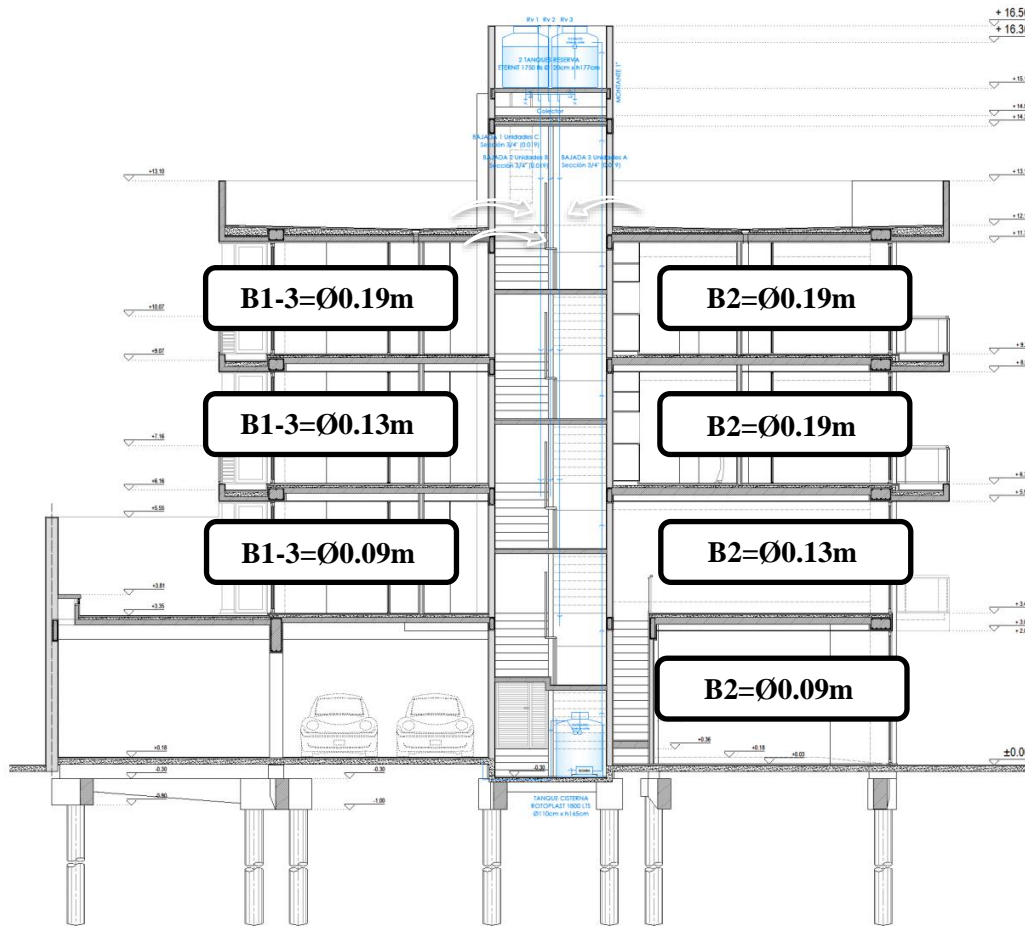 + 16.50
+ 16.30
Rv 1 Rv 2 Rv 3
2 TANQUES RESERVA
ETERNIT 1750 lts Ø120cm x h177cm
MONTANTE 1"
Colector
BAJADA 1 Unidades C
Sección 3/4" (0.019)
BAJADA 2 Unidades B
Sección 3/4" (0.019)
BAJADA 3 Unidades A
Sección 3/4" (0.019)
+13.10
B1-3=Ø0.19m
B2=Ø0.19m
+10.07
+9.07
B1-3=Ø0.13m
B2=Ø0.19m
+7.16
+6.16
+5.55
B1-3=Ø0.09m
B2=Ø0.13m
+3.81
+3.35
B2=Ø0.09m
+0.18
+0.36
+0.18
+0.03
±0.0
-0.30
-0.30
-0.30
-1.00
TANQUE CISTERNA
ROTOPLAST 1800 LTS
Ø110cm x h165cm